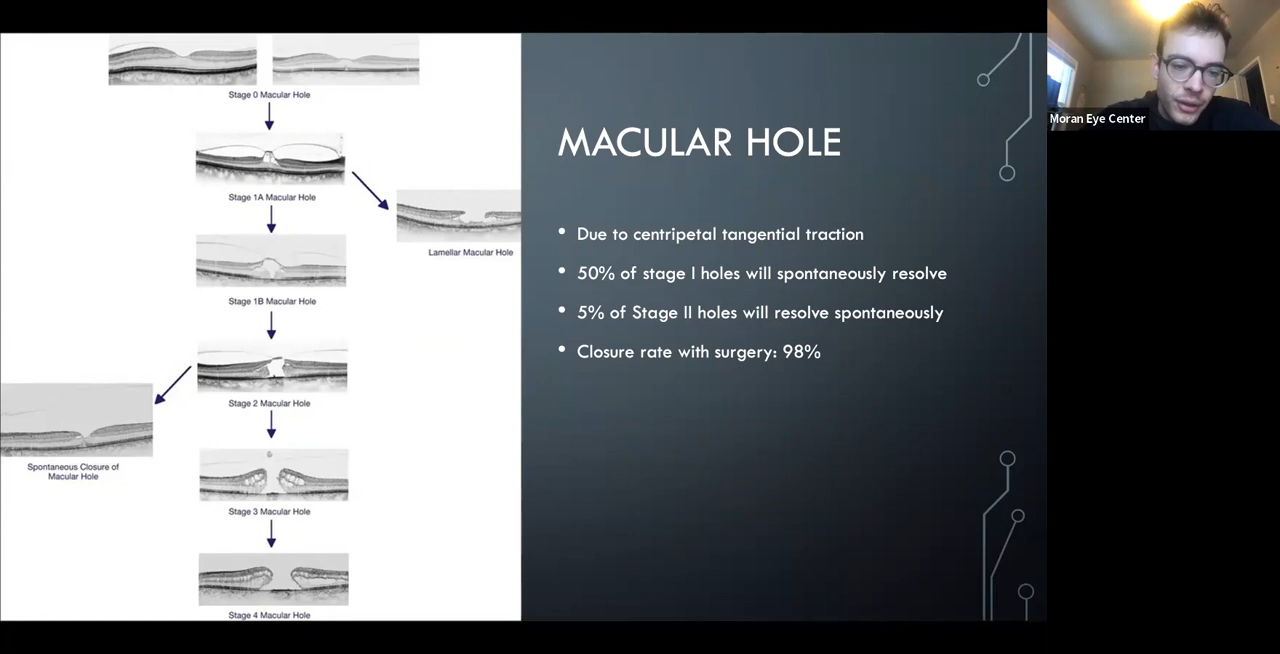 Stage 0 Macular Hole
Stage 1A Macular Hole
Lamellar Macular Hole
Stage 1B Macular Hole
Stage 2 Macular Hole
Spontaneous Closure of
Macular Hole
Stage 3 Macular Hole
Stage 4 Macular Hole
MACULAR HOLE
• Due to centripetal tangential traction
• 50% of stage I holes will spontaneously resolve
• 5% of Stage II holes will resolve spontaneously
• Closure rate with surgery: 98%
Moran Eye Center